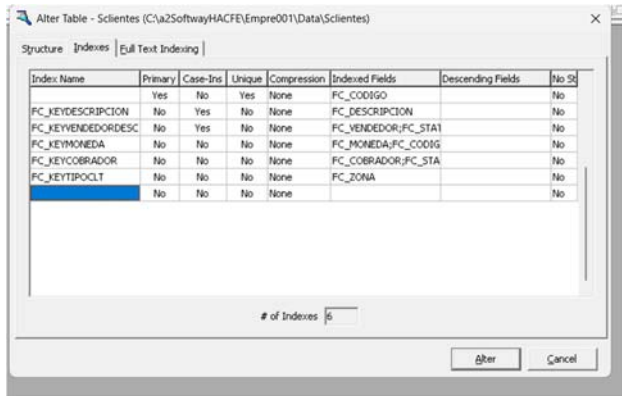 Alter Table - Sclientes (C:\a2SoftwayHACFE\Empre001\Data\Sclientes)
Structure Indexes Full Text Indexing
Index Name Primary Case-Ins Unique Compression Indexed Fields Descending Fields No St
Yes No Yes None FC_CODIGO No
FC_KEYDESCRIPCION No Yes No None FC_DESCRIPCION No
FC_KEYVENDEDORDESC No Yes No None FC_VENDEDOR;FC_STAT No
FC_KEYMONEDA No No No None FC_MONEDA;FC_CODIG No
FC_KEYCOBRADOR No No No None FC_COBRADOR;FC_STA No
FC_KEYTIPOCLT No No No None FC_ZONA No
No No No None No
# of Indexes 6
Alter Cancel